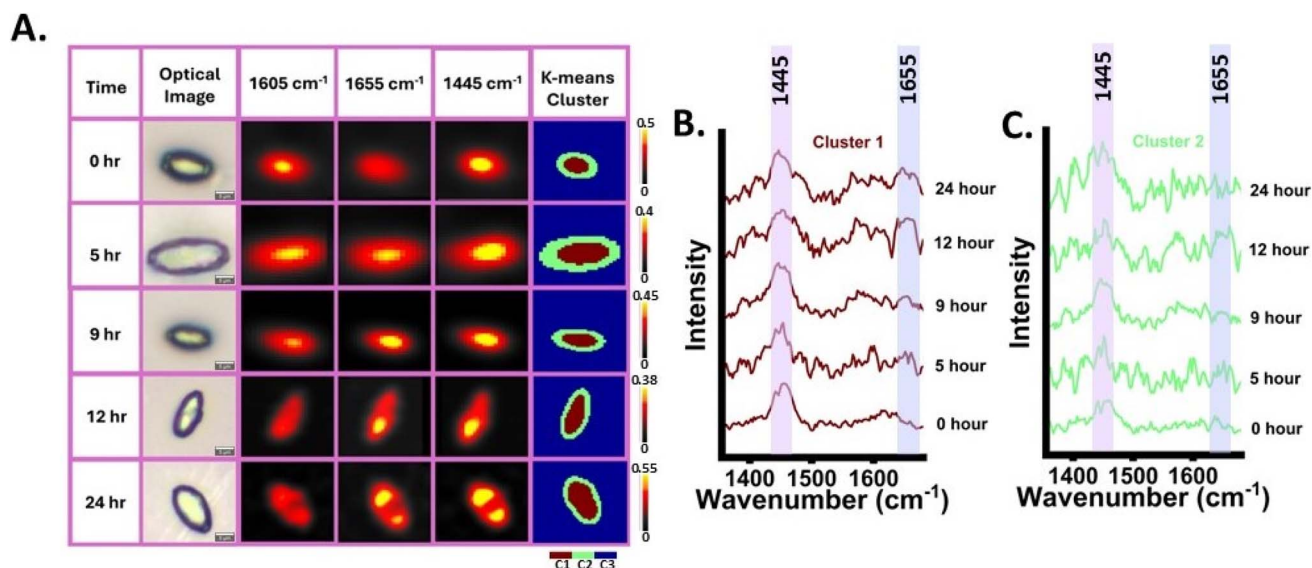 A.
Time
Optical
Image
1605 cm⁻¹
1655 cm⁻¹
1445 cm⁻¹
K-means
Cluster
0 hr
0.5
0
5 hr
0.4
0
9 hr
0.45
0
12 hr
0.38
0
24 hr
0.55
0
C1 C2 C3
B.
1445
1655
Cluster 1
24 hour
12 hour
9 hour
5 hour
0 hour
Intensity
1400 1500 1600
Wavenumber (cm⁻¹)
C.
1445
1655
Cluster 2
24 hour
12 hour
9 hour
5 hour
0 hour
Intensity
1400 1500 1600
Wavenumber (cm⁻¹)